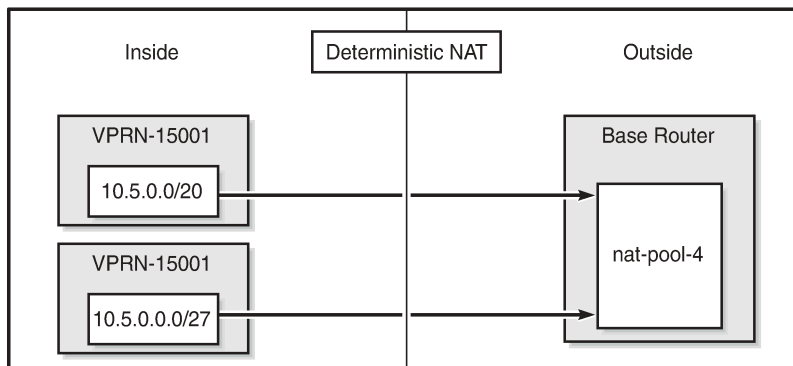 Inside
Deterministic NAT
Outside
VPRN-15001
10.5.0.0/20
VPRN-15001
10.5.0.0.0/27
Base Router
nat-pool-4